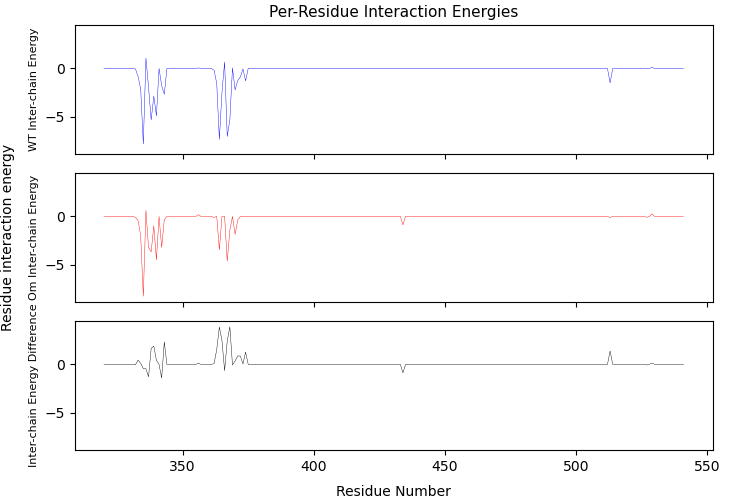 Per-Residue Interaction Energies
Residue interaction energy
WT Inter-chain Energy
0
−5
Om Inter-chain Energy
0
−5
Inter-chain Energy Difference
0
−5
350
400
450
500
550
Residue Number